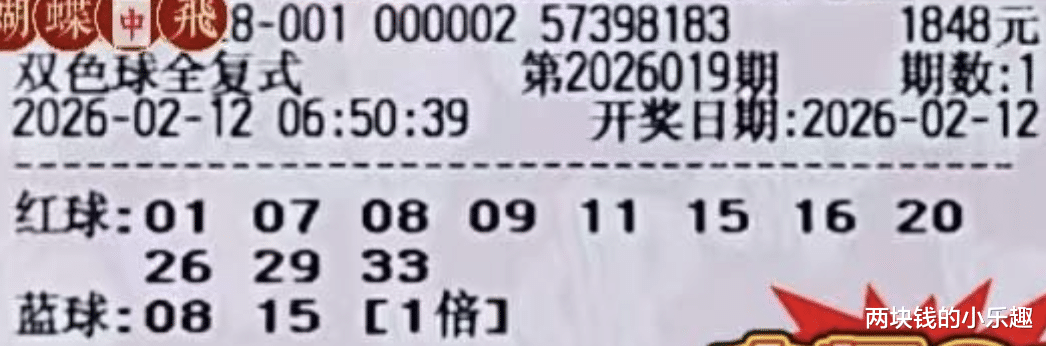 蝴蝶中飛
8-001 000002 57398183 1848元
双色球全复式 第2026019期 期数:1
2026-02-12 06:50:39 开奖日期:2026-02-12
红球:01 07 08 09 11 15 16 20
26 29 33
蓝球:08 15 [1倍]
两块钱的小乐趣